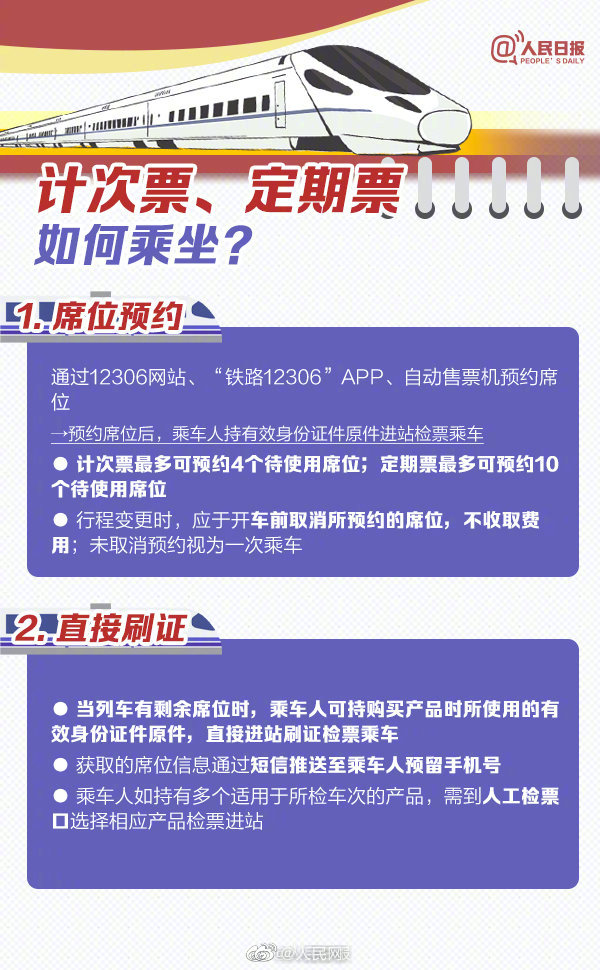 人民日报
PEOPLE'S DAILY
计次票、定期票
如何乘坐?
1. 席位预约
通过12306网站、“铁路12306”APP、自动售票机预约席
位
→预约席位后，乘车人持有效身份证件原件进站检票乘车
● 计次票最多可预约4个待使用席位；定期票最多可预约10
个待使用席位
● 行程变更时，应于开车前取消所预约的席位，不收取费
用；未取消预约视为一次乘车
2. 直接刷证
● 当列车有剩余席位时，乘车人可持购买产品时所使用的有
效身份证件原件，直接进站刷证检票乘车
● 获取的席位信息通过短信推送至乘车人预留手机号
● 乘车人如持有多个适用于所检车次的产品，需到人工检票
口选择相应产品检票进站
@人民网